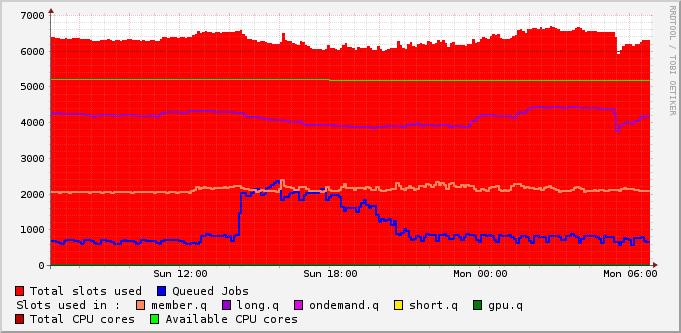 7000
6000
5000
4000
3000
2000
1000
0
Sun 12:00 Sun 18:00 Mon 00:00 Mon 06:00
Total slots used Queued Jobs
Slots used in : member.q long.q ondemand.q short.q gpu.q
Total CPU cores Available CPU cores
RRDTOOL / TOBI OETIKER